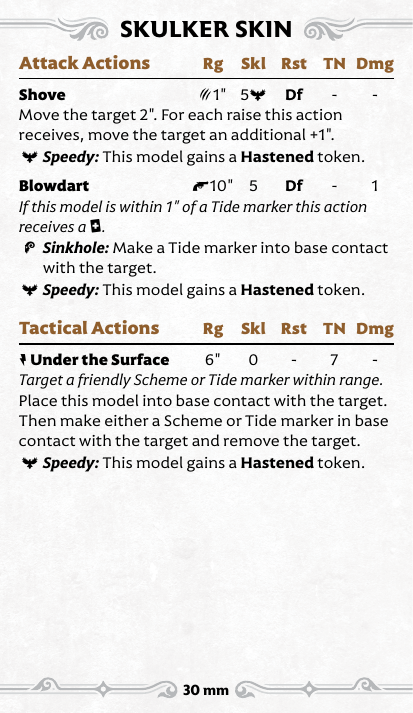 SKULKER SKIN
Attack Actions Rg Skl Rst TN Dmg
Shove 1" 5 Df - -
Move the target 2". For each raise this action
receives, move the target an additional +1".
Speedy: This model gains a Hastened token.
Blowdart 10" 5 Df - 1
If this model is within 1" of a Tide marker this action
receives a .
Sinkhole: Make a Tide marker into base contact
with the target.
Speedy: This model gains a Hastened token.
Tactical Actions Rg Skl Rst TN Dmg
Under the Surface 6" 0 - 7 -
Target a friendly Scheme or Tide marker within range.
Place this model into base contact with the target.
Then make either a Scheme or Tide marker in base
contact with the target and remove the target.
Speedy: This model gains a Hastened token.
30 mm